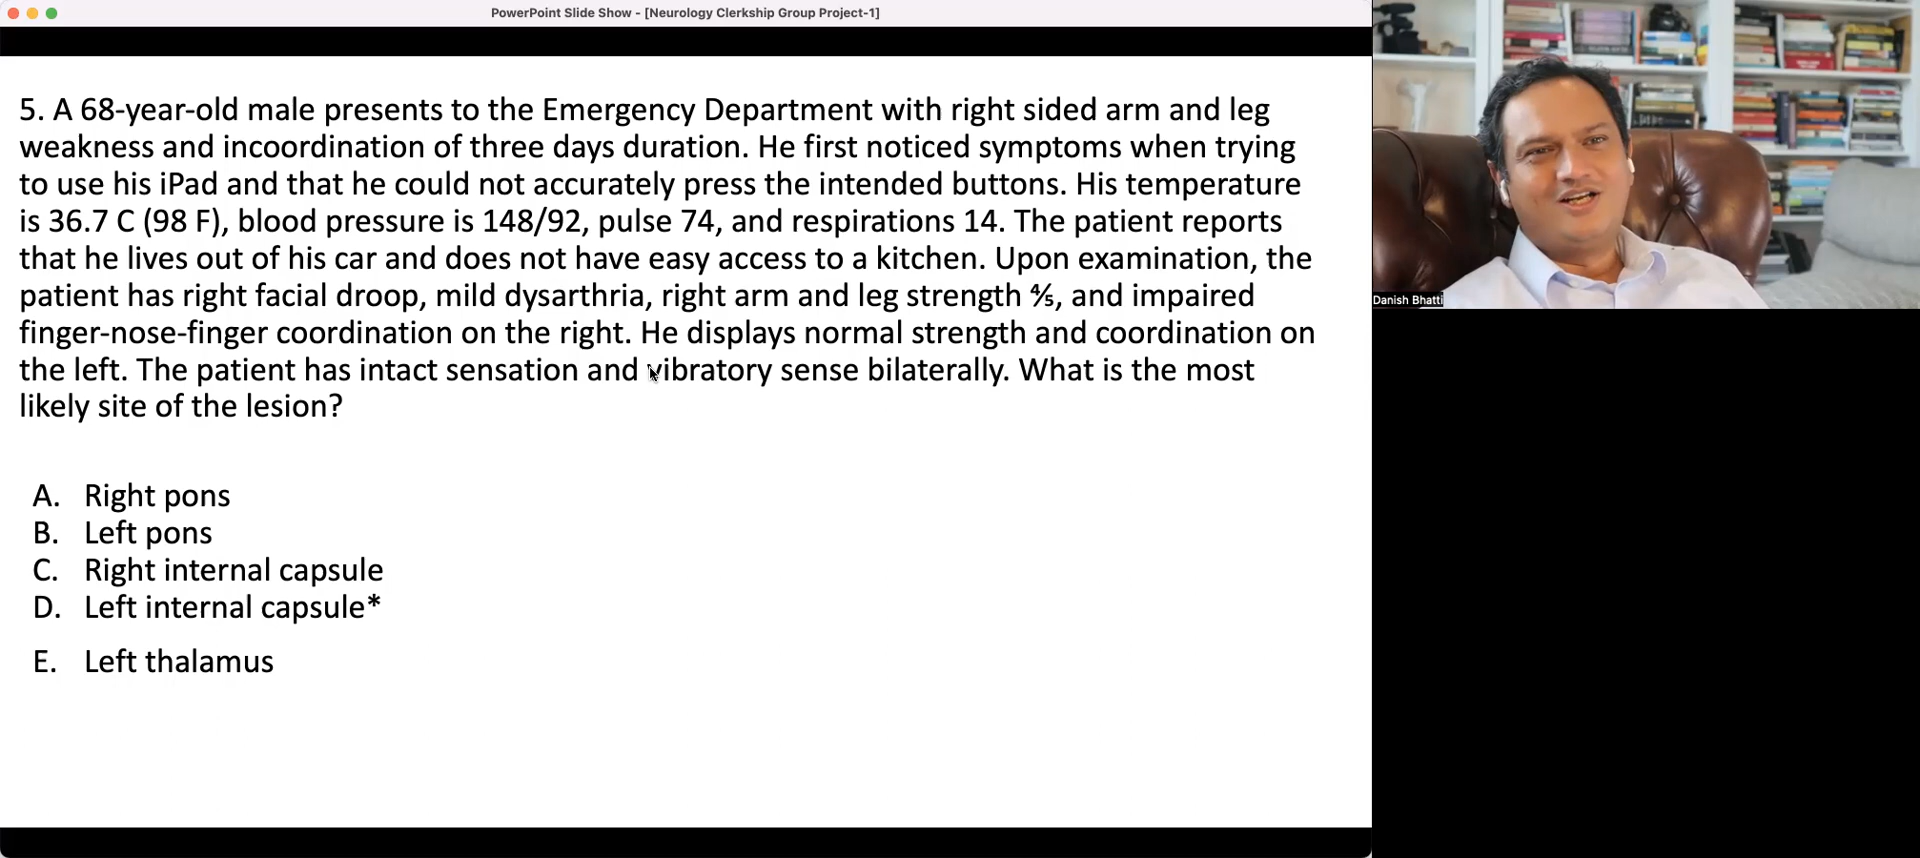 PowerPoint Slide Show - [Neurology Clerkship Group Project-1]
5. A 68-year-old male presents to the Emergency Department with right sided arm and leg
weakness and incoordination of three days duration. He first noticed symptoms when trying
to use his iPad and that he could not accurately press the intended buttons. His temperature
is 36.7 C (98 F), blood pressure is 148/92, pulse 74, and respirations 14. The patient reports
that he lives out of his car and does not have easy access to a kitchen. Upon examination, the
patient has right facial droop, mild dysarthria, right arm and leg strength ⅘, and impaired
finger-nose-finger coordination on the right. He displays normal strength and coordination on
the left. The patient has intact sensation and vibratory sense bilaterally. What is the most
likely site of the lesion?
A. Right pons
B. Left pons
C. Right internal capsule
D. Left internal capsule*
E. Left thalamus
Danish Bhatti